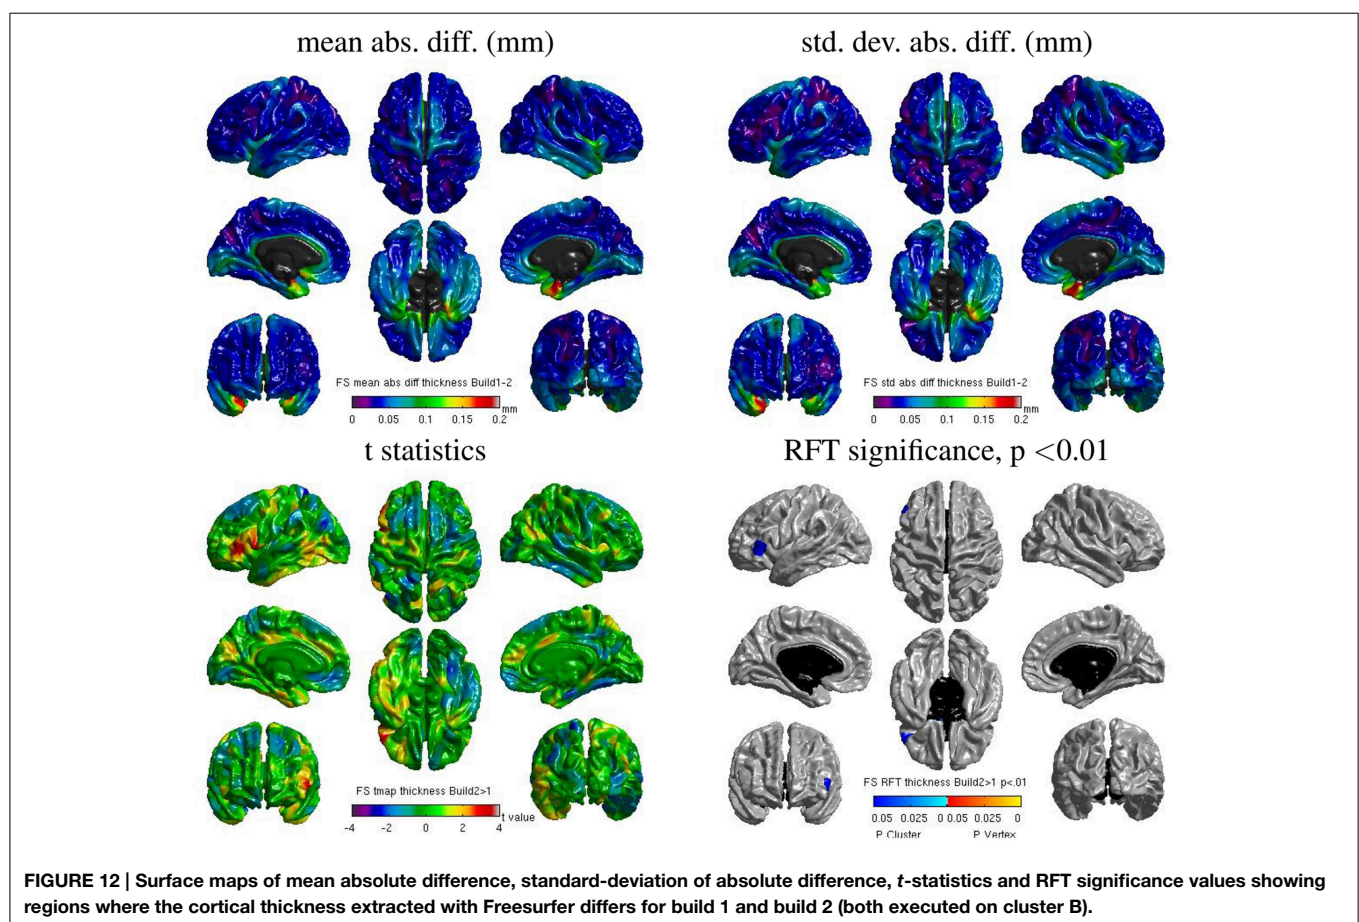 mean abs. diff. (mm)
std. dev. abs. diff. (mm)
FS mean abs diff thickness Build1-2
mm
0 0.05 0.1 0.15 0.2
FS std abs diff thickness Build1-2
mm
0 0.05 0.1 0.15 0.2
t statistics
RFT significance, p <0.01
FS tmap thickness Build2>1
t value
-4 -2 0 2 4
FS RFT thickness Build2>1 p<.01
0.05 0.025 0 0.05 0.025 0
P Cluster P Vertex
FIGURE 12 | Surface maps of mean absolute difference, standard-deviation of absolute difference, t-statistics and RFT significance values showing
regions where the cortical thickness extracted with Freesurfer differs for build 1 and build 2 (both executed on cluster B).